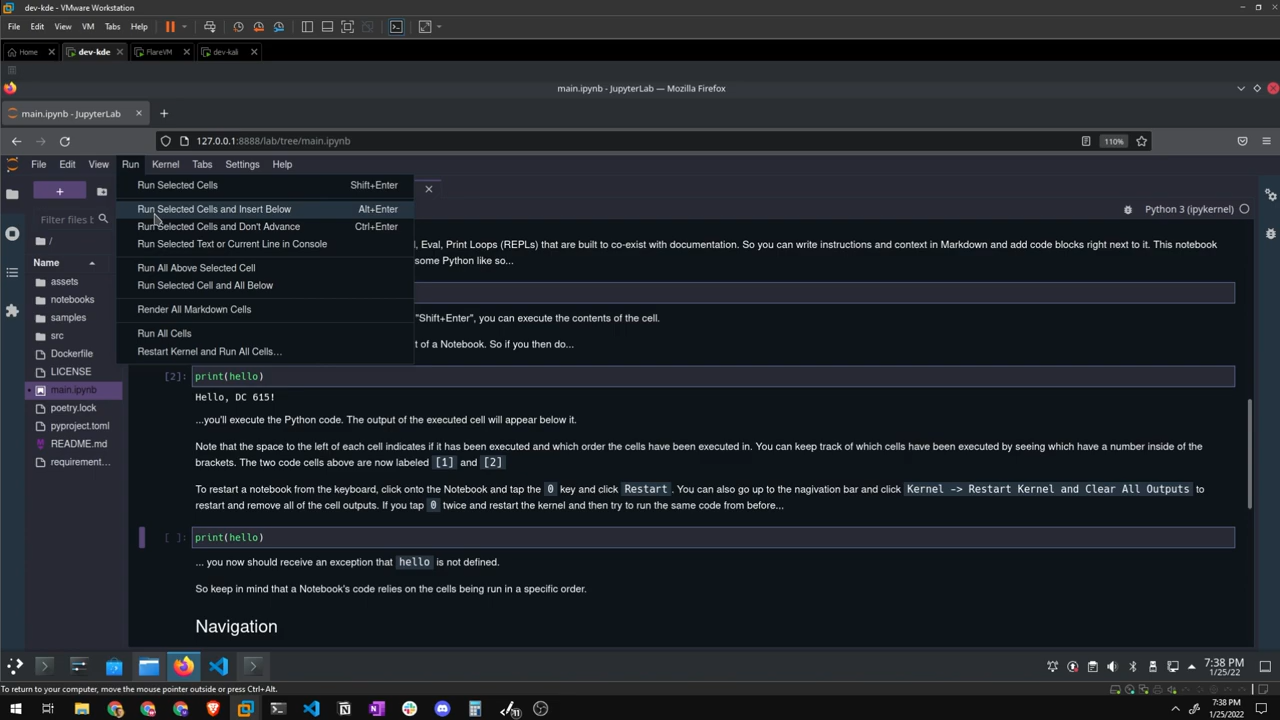 dev-kde - VMware Workstation
File Edit View VM Tabs Help
Home dev-kde FlareVM dev-kali
main.ipynb - JupyterLab — Mozilla Firefox
main.ipynb - JupyterLab
127.0.0.1:8888/lab/tree/main.ipynb 110%
File Edit View Run Kernel Tabs Settings Help
Run Selected Cells Shift+Enter
Run Selected Cells and Insert Below Alt+Enter
Run Selected Cells and Don't Advance Ctrl+Enter
Run Selected Text or Current Line in Console
Run All Above Selected Cell
Run Selected Cell and All Below
Render All Markdown Cells
Run All Cells
Restart Kernel and Run All Cells…
Filter files b
/
Name
assets
notebooks
samples
src
Dockerfile
LICENSE
main.ipynb
poetry.lock
pyproject.toml
README.md
requirement…
Python 3 (ipykernel)
, Eval, Print Loops (REPLs) that are built to co-exist with documentation. So you can write instructions and context in Markdown and add code blocks right next to it. This notebook
some Python like so...
"Shift+Enter", you can execute the contents of the cell.
t of a Notebook. So if you then do...
[2]: print(hello)
Hello, DC 615!
...you'll execute the Python code. The output of the executed cell will appear below it.
Note that the space to the left of each cell indicates if it has been executed and which order the cells have been executed in. You can keep track of which cells have been executed by seeing which have a number inside of the
brackets. The two code cells above are now labeled [1] and [2]
To restart a notebook from the keyboard, click onto the Notebook and tap the 0 key and click Restart. You can also go up to the nagivation bar and click Kernel -> Restart Kernel and Clear All Outputs to
restart and remove all of the cell outputs. If you tap 0 twice and restart the kernel and then try to run the same code from before...
[ ]: print(hello)
... you now should receive an exception that hello is not defined.
So keep in mind that a Notebook's code relies on the cells being run in a specific order.
Navigation
7:38 PM
1/25/22
To return to your computer, move the mouse pointer outside or press Ctrl+Alt.
7:38 PM
1/25/2022